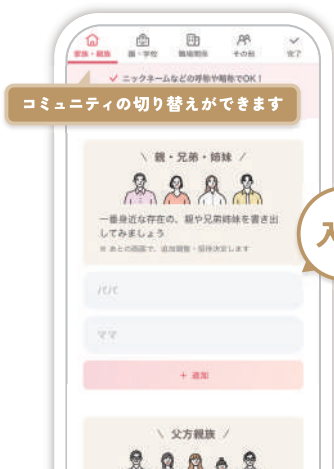 家族・親族 園・学校 職場関係 その他 完了
✓ ニックネームなどの呼称や略称でOK！
コミュニティの切り替えができます
\ 親・兄弟・姉妹 /
一番身近な存在の、親や兄弟姉妹を書き出
してみましょう
※ あとの画面で、追加調整・招待決定します
パパ
ママ
+ 追加
\ 父方親族 /